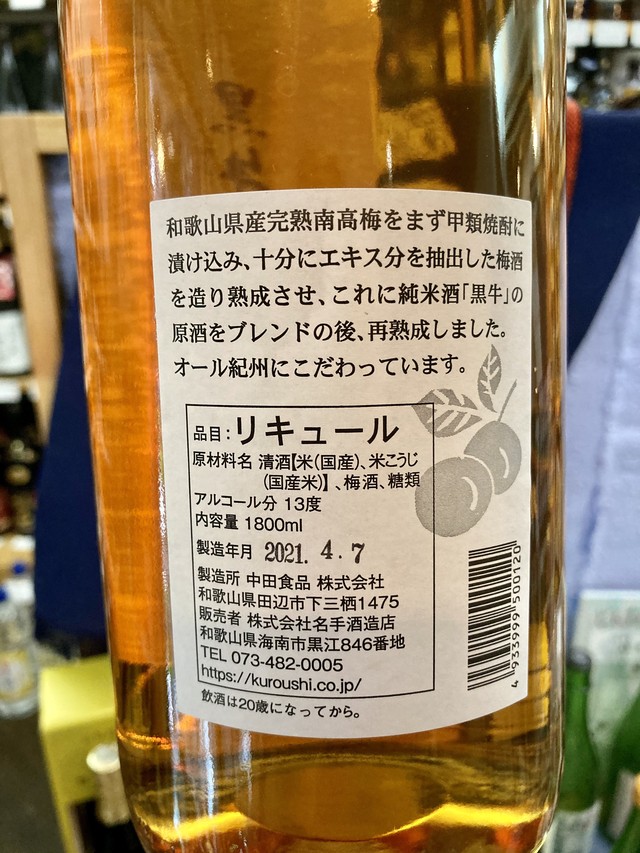 和歌山県産完熟南高梅をまず甲類焼酎に
漬け込み、十分にエキス分を抽出した梅酒
を造り熟成させ、これに純米酒「黒牛」の
原酒をブレンドの後、再熟成しました。
オール紀州にこだわっています。
品目：リキュール
原材料名 清酒【米(国産)、米こうじ
(国産米)】、梅酒、糖類
アルコール分 13度
内容量 1800ml
製造年月 2021. 4. 7
製造所 中田食品 株式会社
和歌山県田辺市下三栖1475
販売者 株式会社名手酒造店
和歌山県海南市黒江846番地
TEL 073-482-0005
https://kuroushi.co.jp/
飲酒は20歳になってから。
4 933999 500120